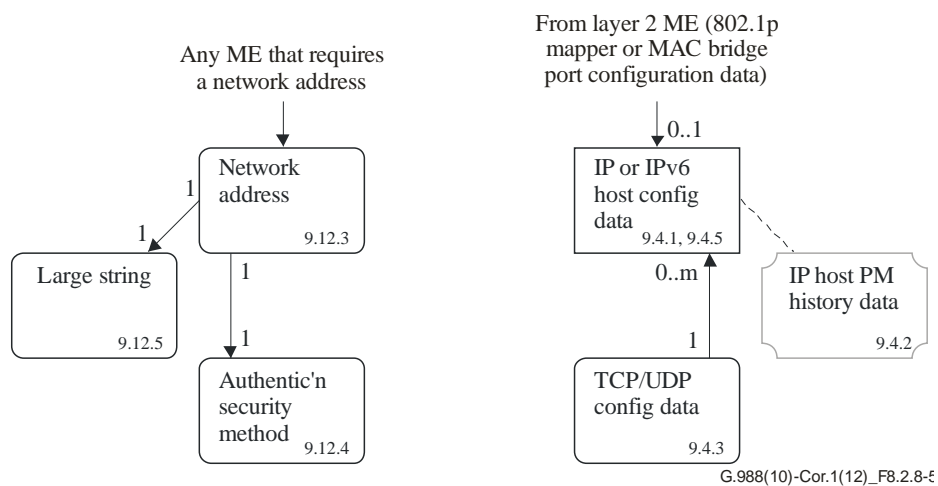 Any ME that requires
a network address
Network
address
9.12.3
1
1
Large string
9.12.5
1
1
Authentic'n
security
method
9.12.4
From layer 2 ME (802.1p
mapper or MAC bridge
port configuration data)
0..1
IP or IPv6
host config
data
9.4.1, 9.4.5
0..m
1
IP host PM
history data
9.4.2
TCP/UDP
config data
9.4.3
G.988(10)-Cor.1(12)_F8.2.8-5